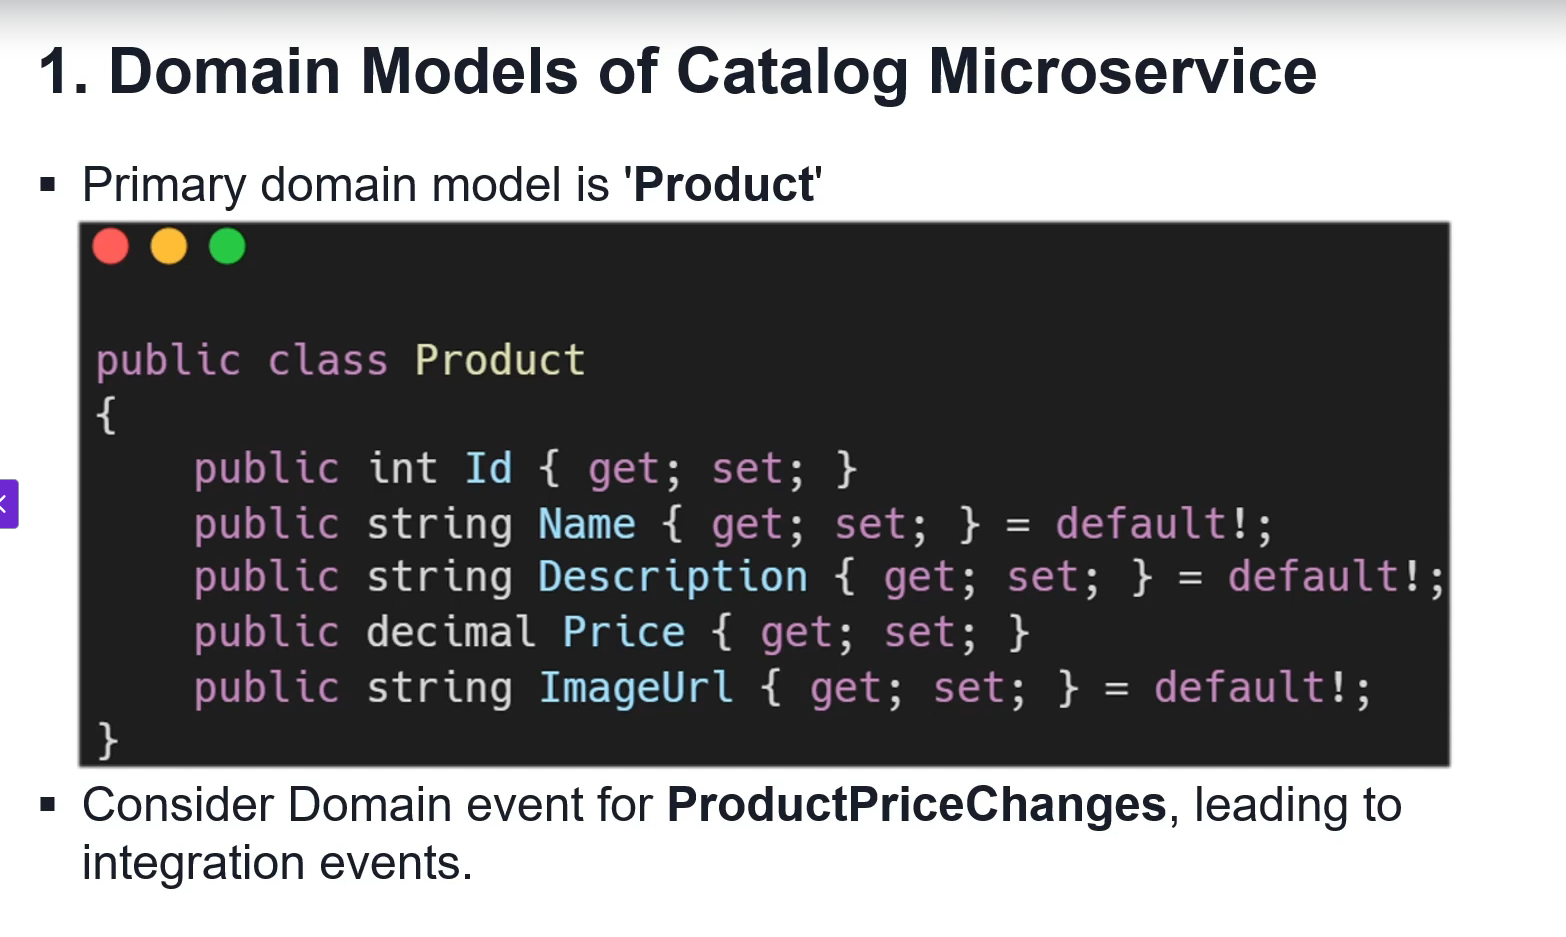 1. Domain Models of Catalog Microservice
▪ Primary domain model is 'Product'
public class Product
{
    public int Id { get; set; }
    public string Name { get; set; } = default!;
    public string Description { get; set; } = default!;
    public decimal Price { get; set; }
    public string ImageUrl { get; set; } = default!;
}
▪ Consider Domain event for ProductPriceChanges, leading to
integration events.